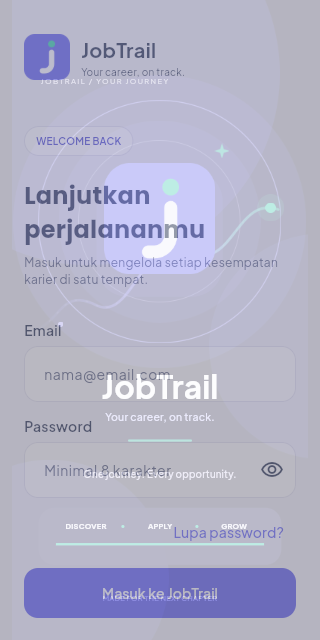 JobTrail
Your career, on track.
JOBTRAIL / YOUR JOURNEY
WELCOME BACK
Lanjutkan
perjalananmu
Masuk untuk mengelola setiap kesempatan
karier di satu tempat.
Email
nama@email.com
JobTrail
Your career, on track.
Password
Minimal 8 karakter
One journey. Every opportunity.
DISCOVER • APPLY • GROW
Lupa password?
Masuk ke JobTrail